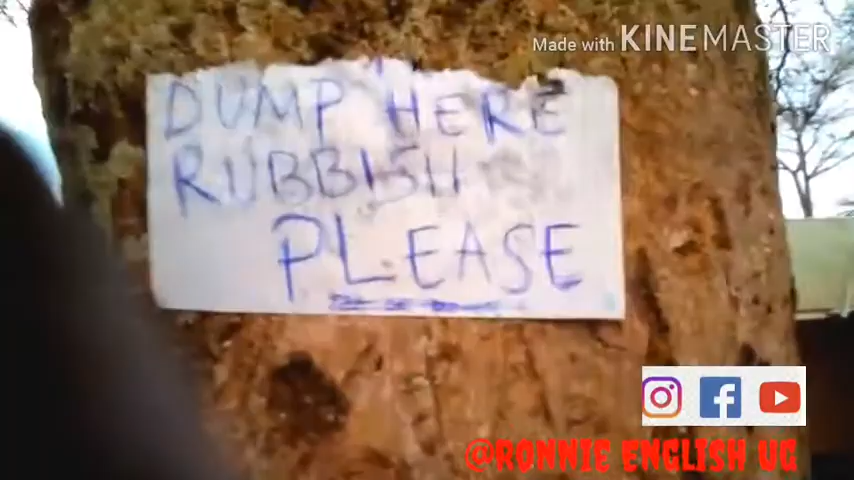 Made with KINEMASTER
DUMP HERE
RUBBISH
PLEASE
@RONNIE ENGLISH UG